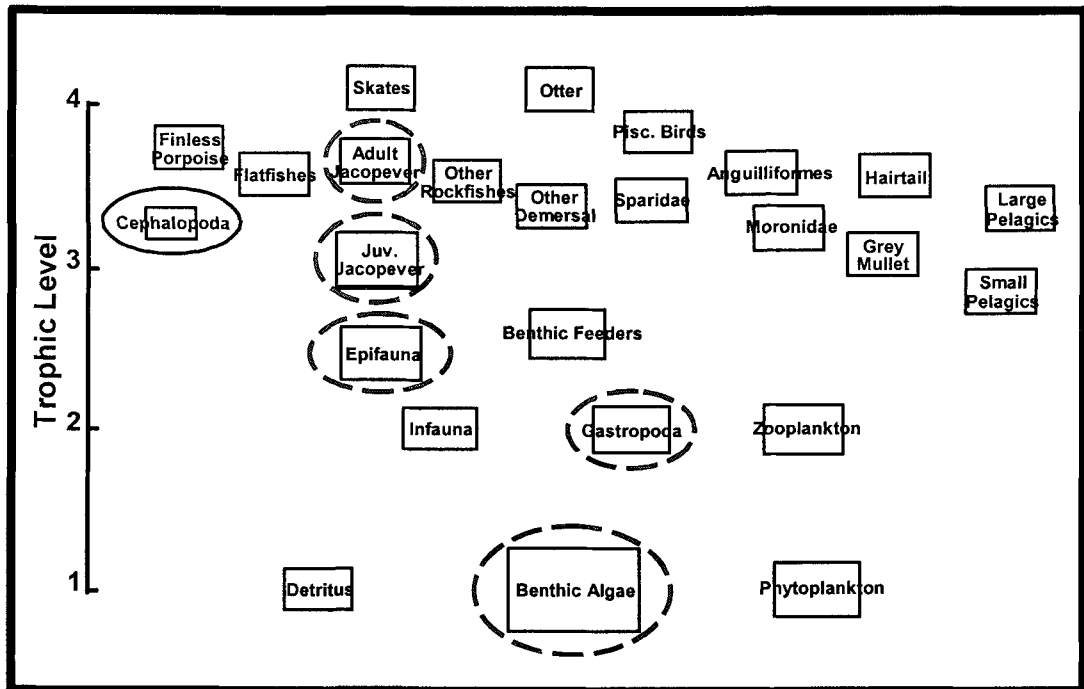 Trophic Level
4
3
2
1
Skates
Otter
Pisc. Birds
Finless
Porpoise
Flatfishes
Adult
Jacopever
Other
Rockfishes
Other
Demersal
Sparidae
Anguilliformes
Hairtail
Large
Pelagics
Cephalopoda
Moronidae
Juv.
Jacopever
Grey
Mullet
Small
Pelagics
Epifauna
Benthic Feeders
Infauna
Gastropoda
Zooplankton
Detritus
Benthic Algae
Phytoplankton